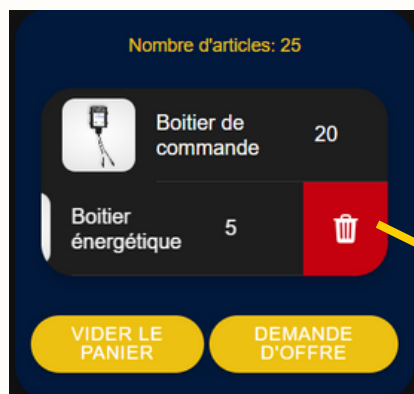 Nombre d'articles: 25
Boitier de
commande
20
Boitier
énergétique
5
VIDER LE
PANIER
DEMANDE
D'OFFRE